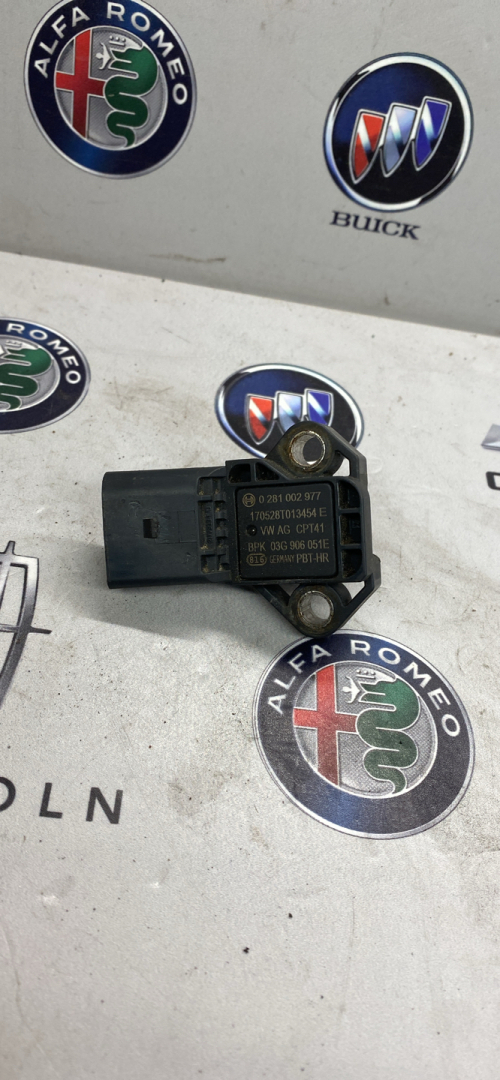 ALFA ROMEO
BUICK
ALFA ROMEO
0 281 002 977
170528T013454 E
VW AG CPT41
BPK 03G 906 051E
816 GERMANY PBT-HR
ALFA ROMEO
OLN